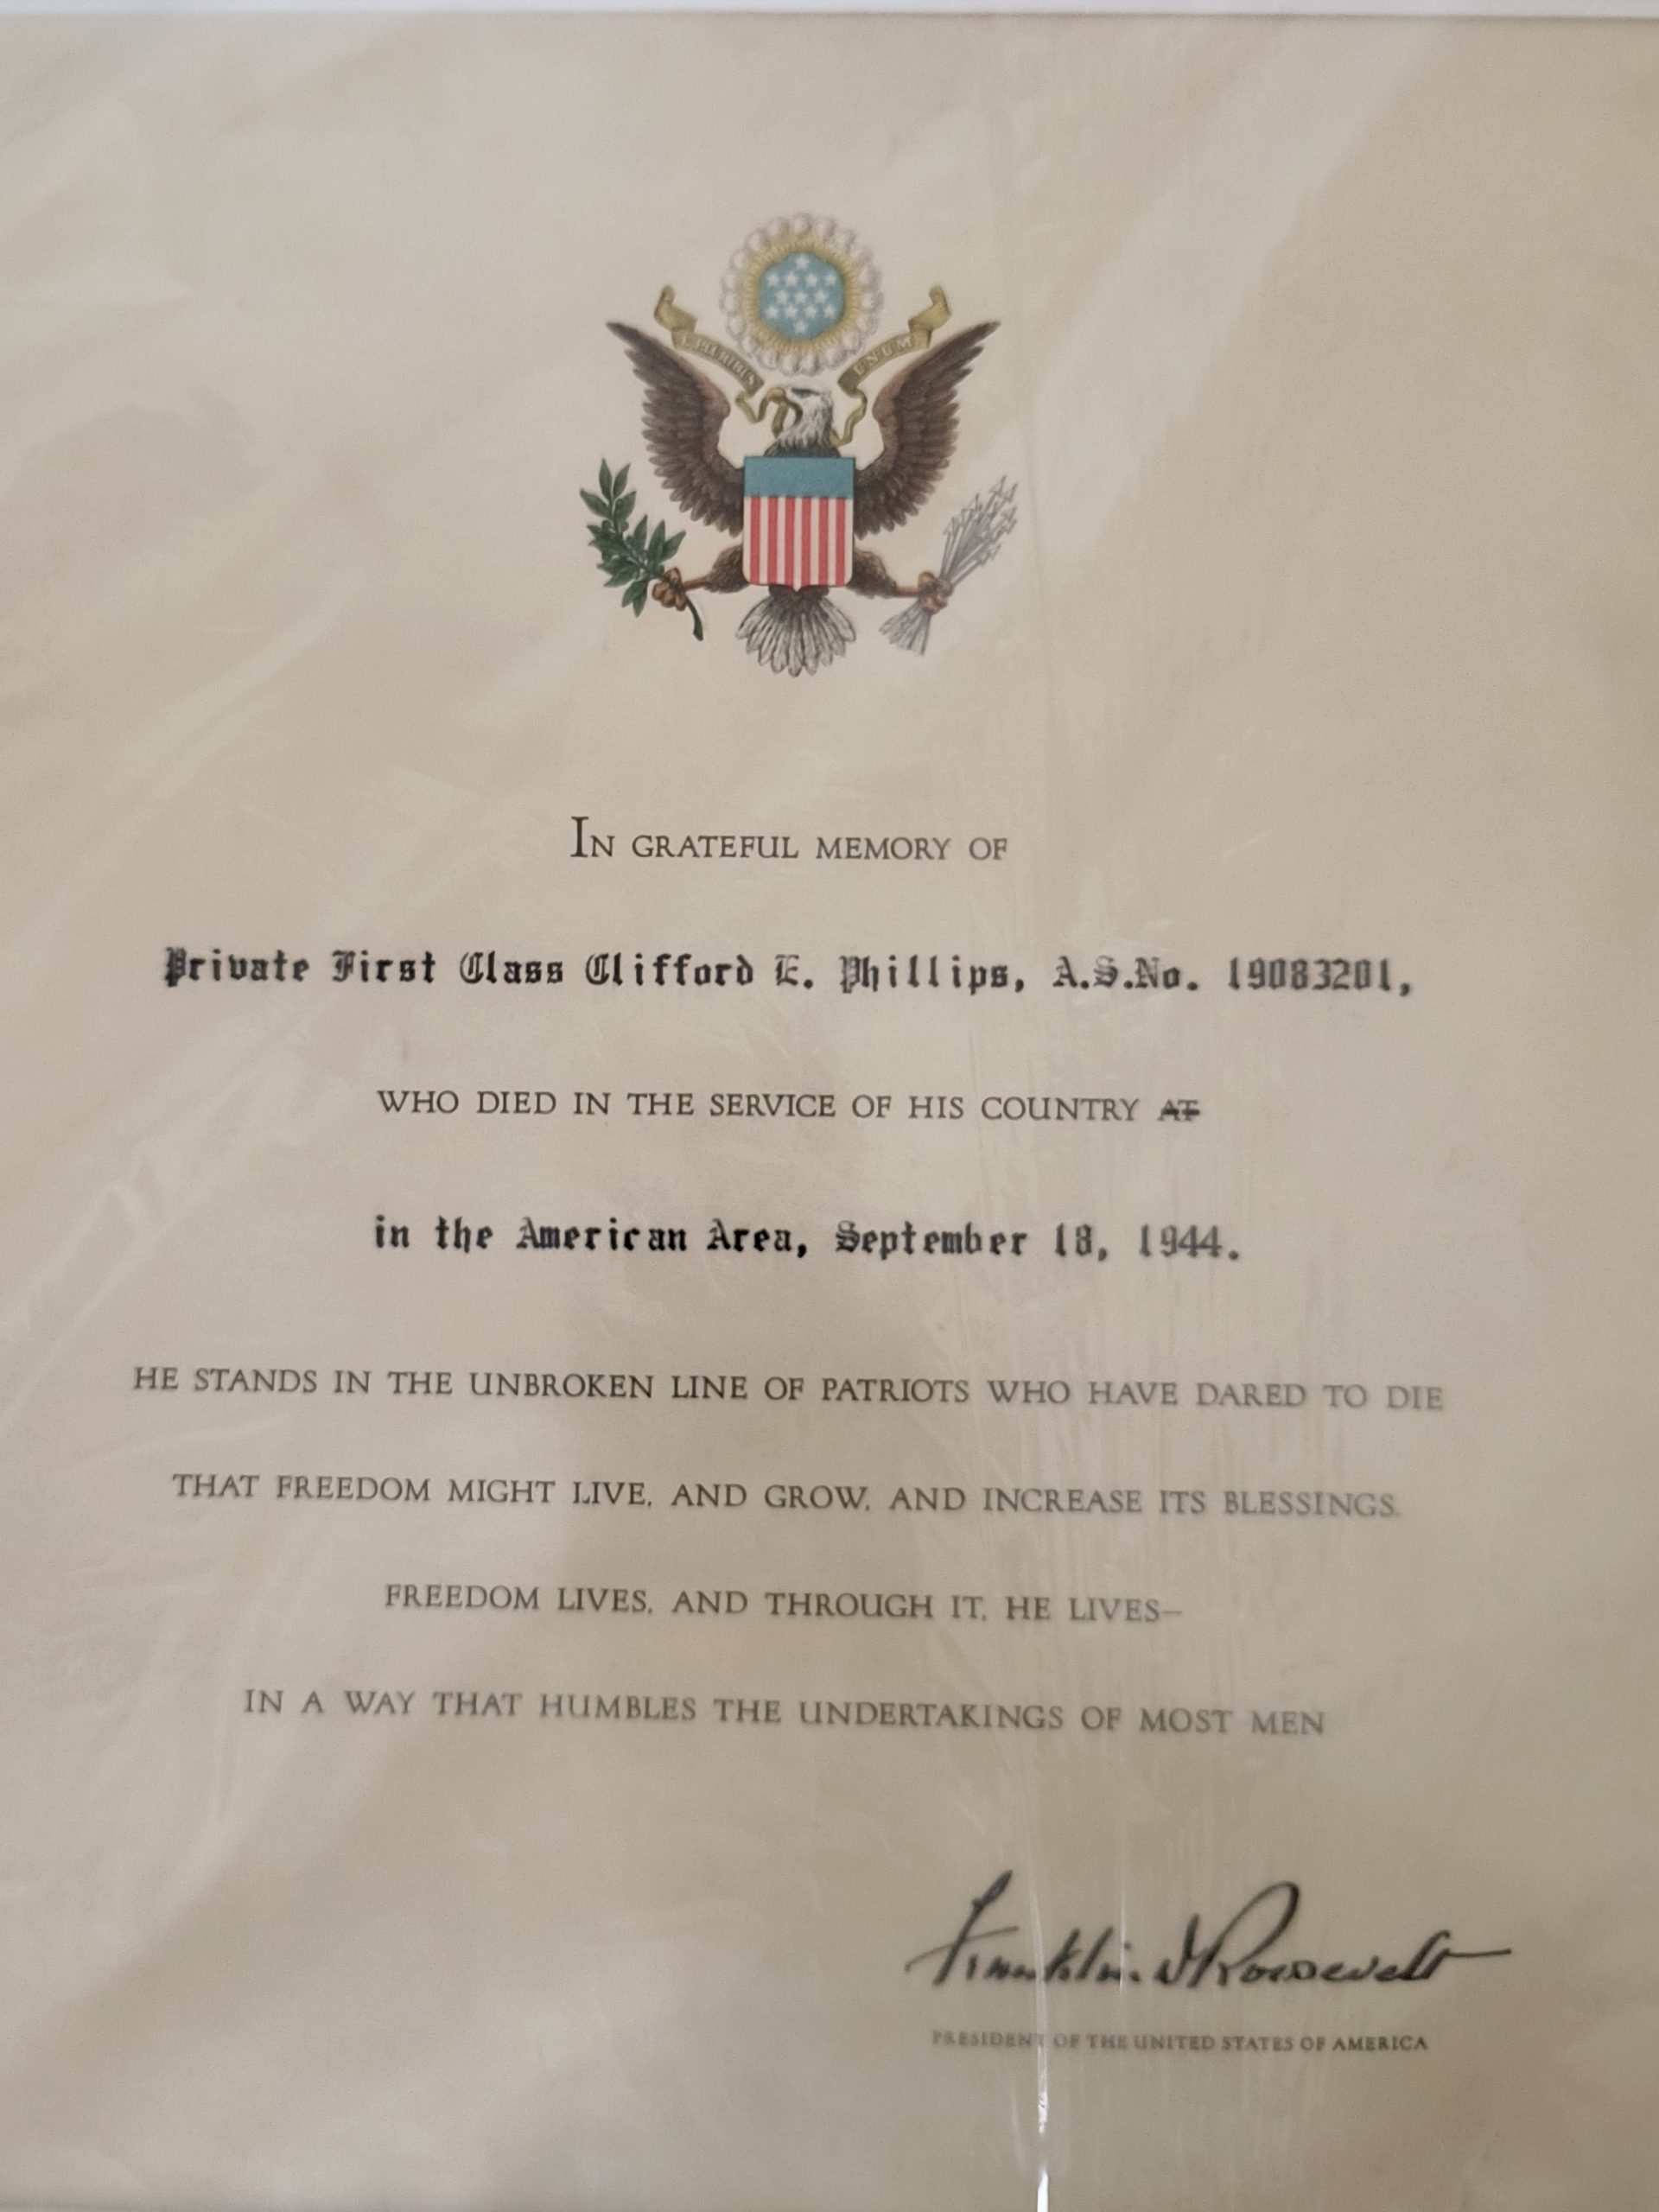 E PLURIBUS UNUM
IN GRATEFUL MEMORY OF
Private First Class Clifford E. Phillips, A.S.No. 19083201,
WHO DIED IN THE SERVICE OF HIS COUNTRY AT
in the American Area, September 18, 1944.
HE STANDS IN THE UNBROKEN LINE OF PATRIOTS WHO HAVE DARED TO DIE
THAT FREEDOM MIGHT LIVE, AND GROW, AND INCREASE ITS BLESSINGS.
FREEDOM LIVES, AND THROUGH IT, HE LIVES—
IN A WAY THAT HUMBLES THE UNDERTAKINGS OF MOST MEN
Franklin D Roosevelt
PRESIDENT OF THE UNITED STATES OF AMERICA